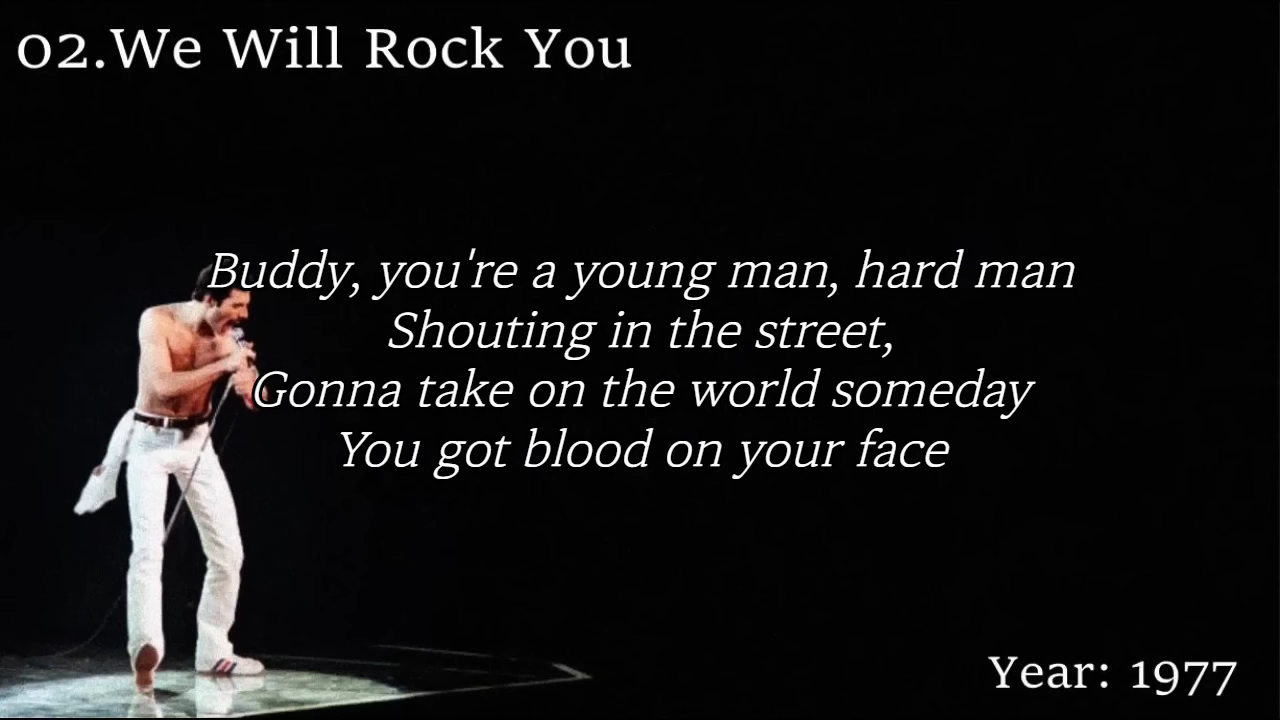 02.We Will Rock You
Buddy, you're a young man, hard man
Shouting in the street,
Gonna take on the world someday
You got blood on your face
Year: 1977